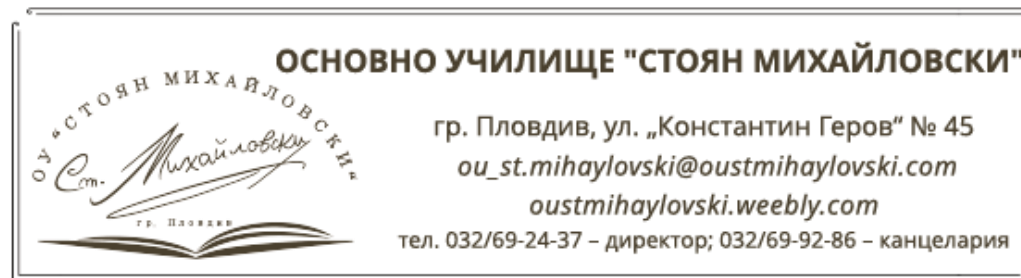 ОСНОВНО УЧИЛИЩЕ "СТОЯН МИХАЙЛОВСКИ"
ОУ "СТОЯН МИХАЙЛОВСКИ"
Ст. Михайловски
гр. Пловдив
гр. Пловдив, ул. „Константин Геров“ № 45
ou_st.mihaylovski@oustmihaylovski.com
oustmihaylovski.weebly.com
тел. 032/69-24-37 – директор; 032/69-92-86 – канцелария